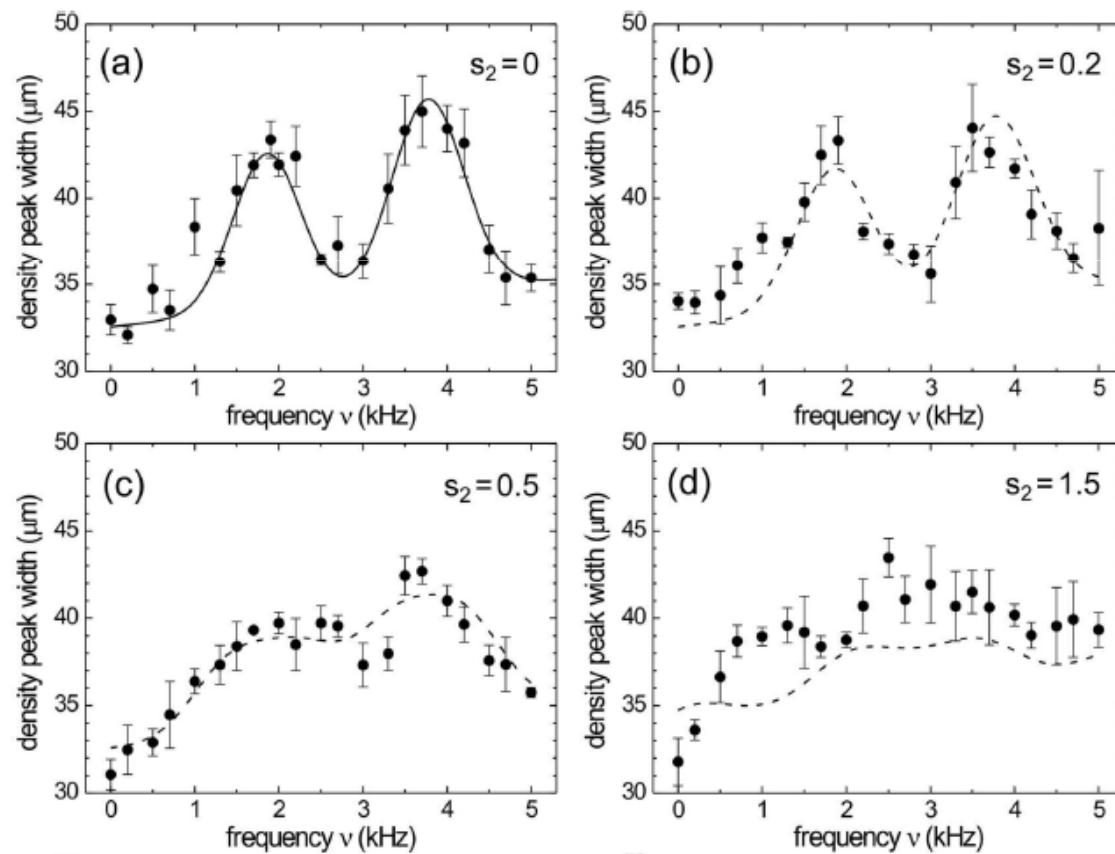 (a)
s₂ = 0
50
45
40
35
30
density peak width (μm)
0 1 2 3 4 5
frequency ν (kHz)
(b)
s₂ = 0.2
50
45
40
35
30
density peak width (μm)
0 1 2 3 4 5
frequency ν (kHz)
(c)
s₂ = 0.5
50
45
40
35
30
density peak width (μm)
0 1 2 3 4 5
frequency ν (kHz)
(d)
s₂ = 1.5
50
45
40
35
30
density peak width (μm)
0 1 2 3 4 5
frequency ν (kHz)